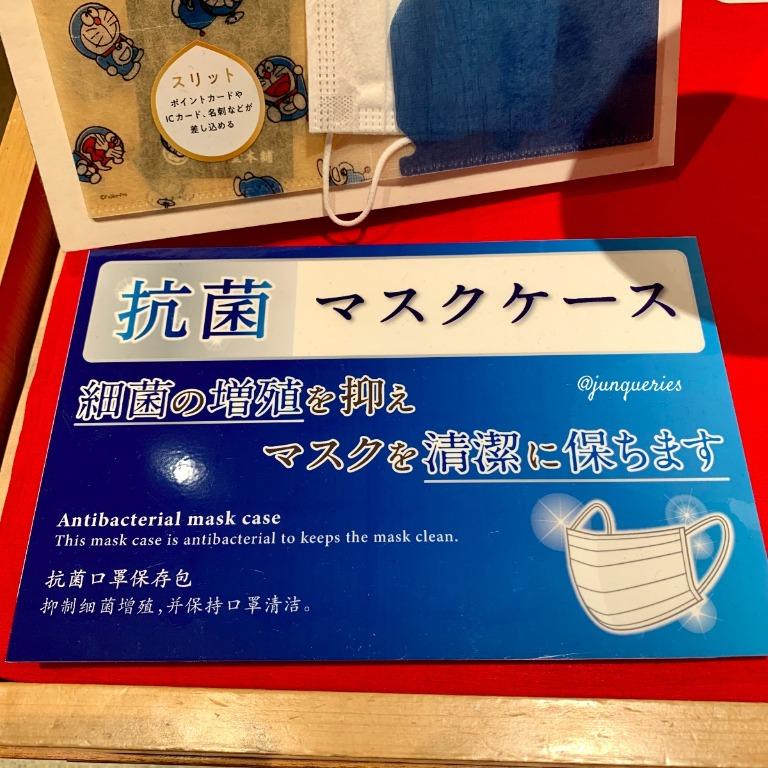 スリット
ポイントカードや
ICカード、名刺などが
差し込める
本舗
抗菌 マスクケース
@junqueries
細菌の増殖を抑え
マスクを清潔に保ちます
Antibacterial mask case
This mask case is antibacterial to keeps the mask clean.
抗菌口罩保存包
抑制细菌增殖,并保持口罩清洁。